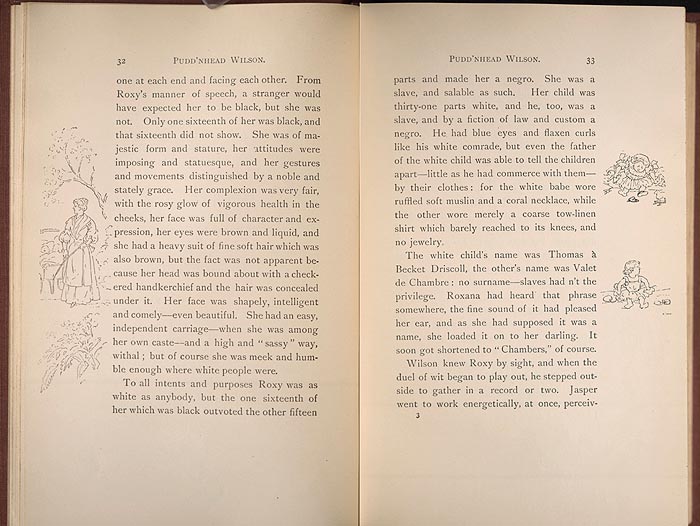 32 PUDD'NHEAD WILSON.
one at each end and facing each other. From
Roxy's manner of speech, a stranger would
have expected her to be black, but she was
not. Only one sixteenth of her was black, and
that sixteenth did not show. She was of ma-
jestic form and stature, her attitudes were
imposing and statuesque, and her gestures
and movements distinguished by a noble and
stately grace. Her complexion was very fair,
with the rosy glow of vigorous health in the
cheeks, her face was full of character and ex-
pression, her eyes were brown and liquid, and
she had a heavy suit of fine soft hair which was
also brown, but the fact was not apparent be-
cause her head was bound about with a check-
ered handkerchief and the hair was concealed
under it. Her face was shapely, intelligent
and comely—even beautiful. She had an easy,
independent carriage—when she was among
her own caste—and a high and "sassy" way,
withal; but of course she was meek and hum-
ble enough where white people were.
To all intents and purposes Roxy was as
white as anybody, but the one sixteenth of
her which was black outvoted the other fifteen
PUDD'NHEAD WILSON. 33
parts and made her a negro. She was a
slave, and salable as such. Her child was
thirty-one parts white, and he, too, was a
slave, and by a fiction of law and custom a
negro. He had blue eyes and flaxen curls
like his white comrade, but even the father
of the white child was able to tell the children
apart—little as he had commerce with them—
by their clothes: for the white babe wore
ruffled soft muslin and a coral necklace, while
the other wore merely a coarse tow-linen
shirt which barely reached to its knees, and
no jewelry.
The white child's name was Thomas à
Becket Driscoll, the other's name was Valet
de Chambre: no surname—slaves had n't the
privilege. Roxana had heard that phrase
somewhere, the fine sound of it had pleased
her ear, and as she had supposed it was a
name, she loaded it on to her darling. It
soon got shortened to "Chambers," of course.
Wilson knew Roxy by sight, and when the
duel of wit began to play out, he stepped out-
side to gather in a record or two. Jasper
went to work energetically, at once, perceiv-
3